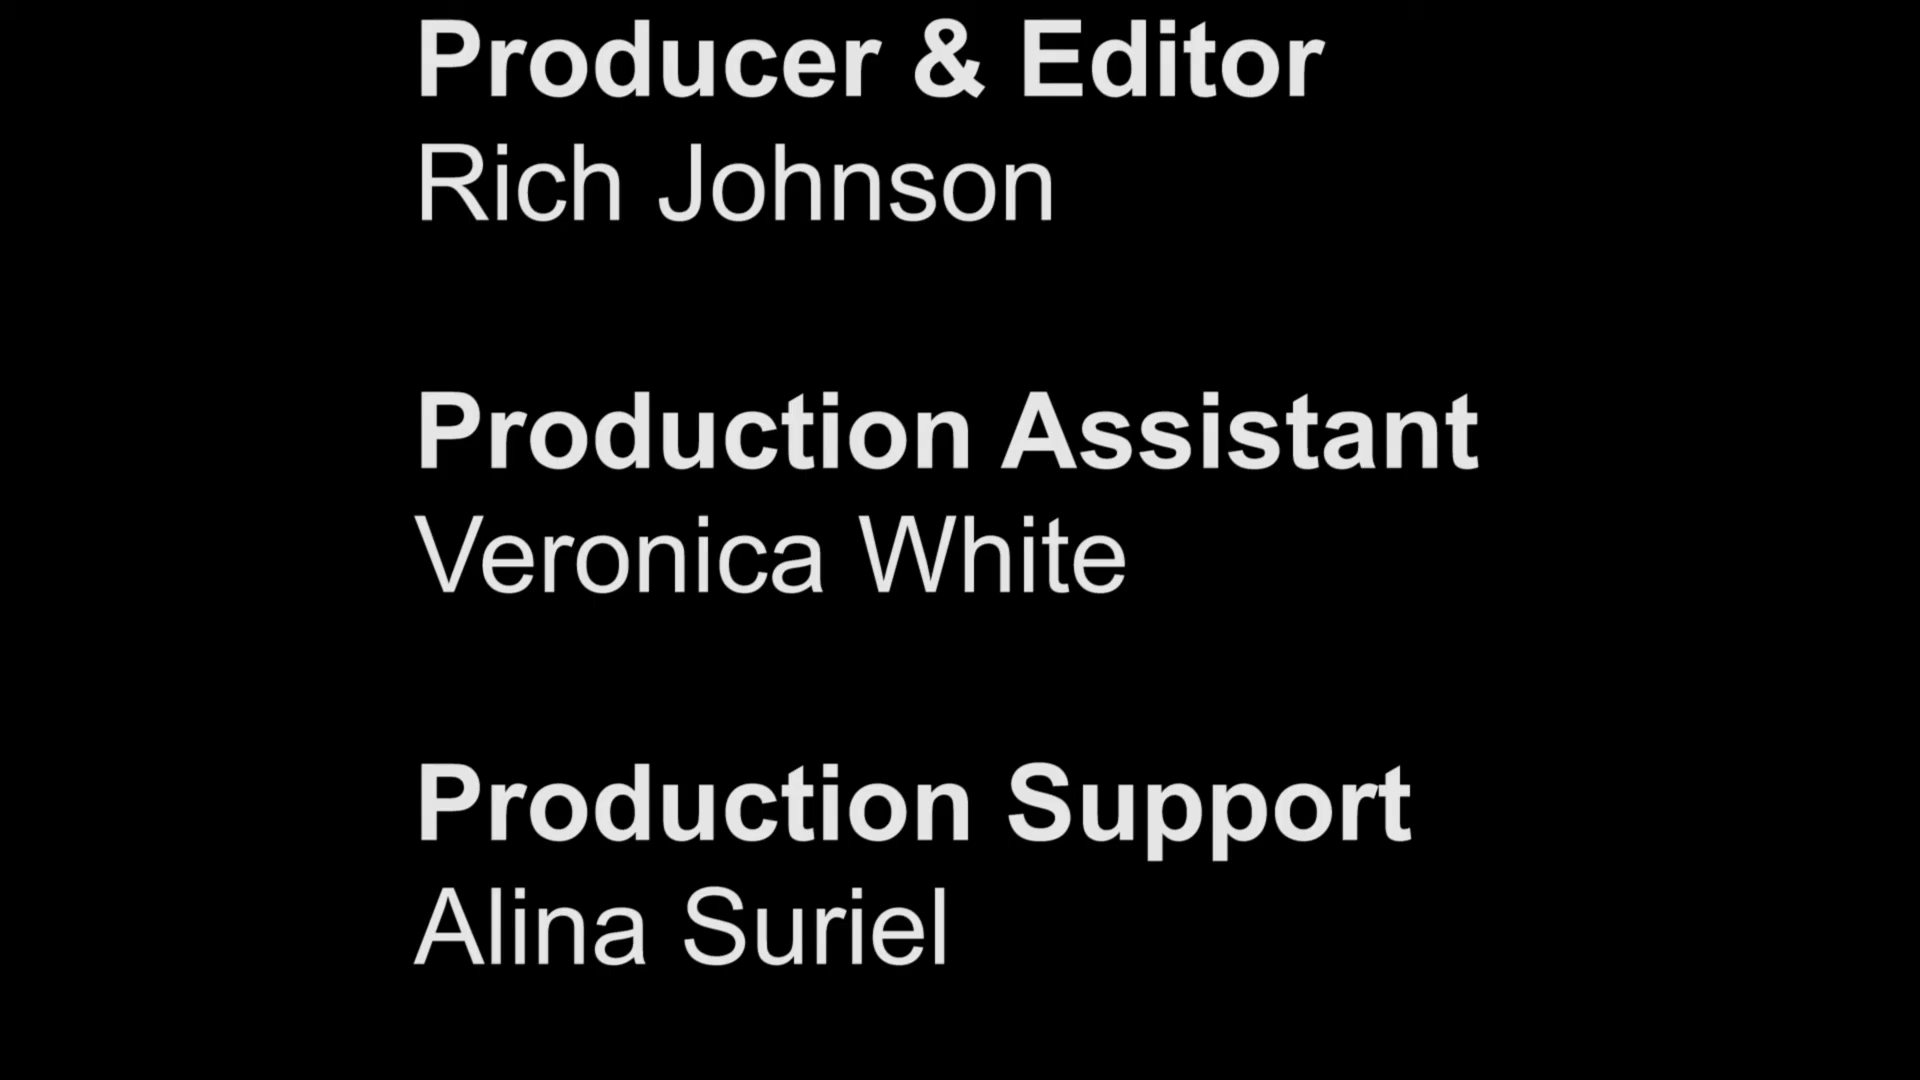 Producer & Editor
Rich Johnson
Production Assistant
Veronica White
Production Support
Alina Suriel